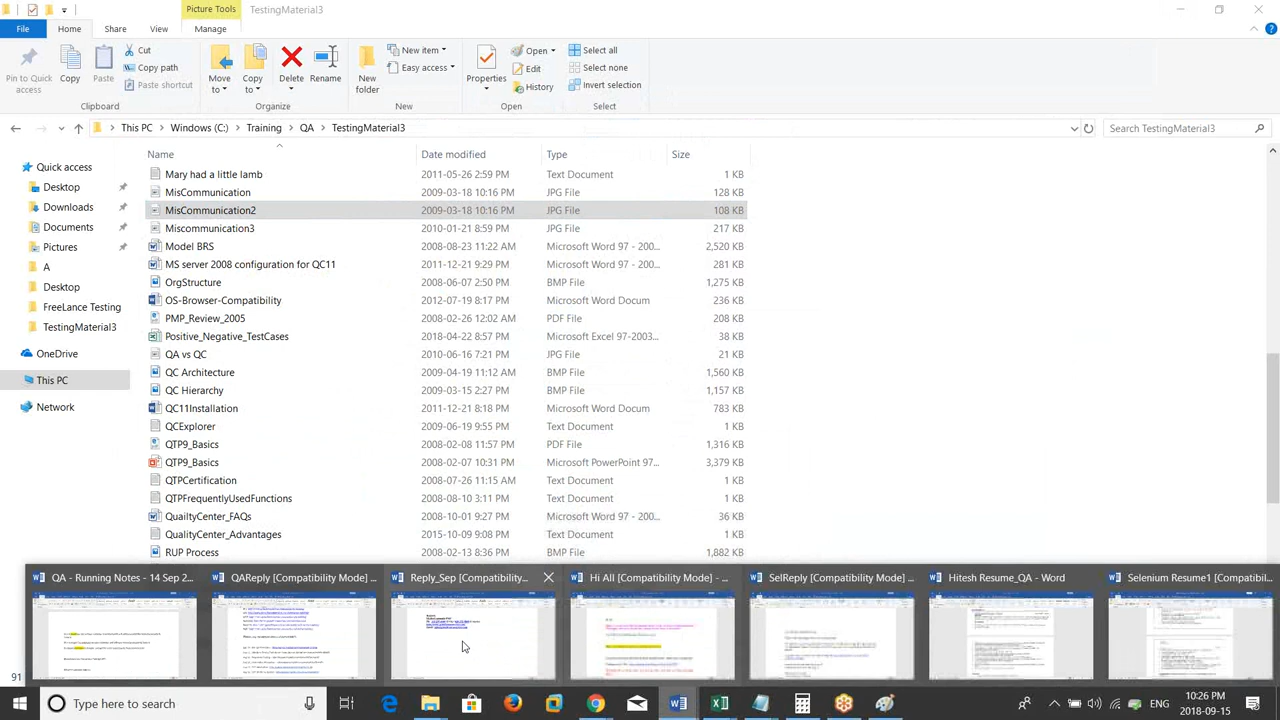 Picture Tools
TestingMaterial3
File
Home
Share
View
Manage
Pin to Quick access
Copy
Paste
Cut
Copy path
Paste shortcut
Clipboard
Move to
Copy to
Delete
Rename
Organize
New folder
New item
Easy access
New
Properties
Open
Edit
History
Open
Select all
Select none
Invert selection
Select
This PC
Windows (C:)
Training
QA
TestingMaterial3
Search TestingMaterial3
Quick access
Desktop
Downloads
Documents
Pictures
A
Desktop
FreeLance Testing
TestingMaterial3
OneDrive
This PC
Network
Name Date modified Type Size
Mary had a little lamb 2011-05-26 2:59 PM Text Document 1 KB
MisCommunication 2009-03-18 10:16 PM JPG File 128 KB
MisCommunication2 2009-03-18 10:16 PM JPG File 108 KB
Miscommunication3 2010-01-21 8:59 PM JPG File 217 KB
Model BRS 2008-08-23 11:22 AM Microsoft Word 97 - 200... 2,520 KB
MS server 2008 configuration for QC11 2011-12-21 9:29 PM Microsoft Word 97 - 200... 281 KB
OrgStructure 2008-06-07 2:50 PM BMP File 1,275 KB
OS-Browser-Compatibility 2012-07-19 8:17 PM Microsoft Word Docum 236 KB
PMP_Review_2005 2008-02-26 12:02 AM PDF File 208 KB
Positive_Negative_TestCases 2018-04-22 8:57 PM Microsoft Excel 97-2003... 38 KB
QA vs QC 2010-06-16 7:21 PM JPG File 21 KB
QC Architecture 2009-04-19 11:12 AM BMP File 1,560 KB
QC Hierarchy 2009-03-15 2:27 PM BMP File 1,157 KB
QC11Installation 2011-12-21 8:18 PM Microsoft Word Docum 783 KB
QCExplorer 2009-06-19 9:55 PM Text Document 1 KB
QTP9_Basics 2008-02-08 11:57 PM PDF File 1,316 KB
QTP9_Basics 2008-02-07 10:31 PM Microsoft PowerPoint 97... 3,379 KB
QTPCertification 2008-07-26 11:15 AM Text Document 1 KB
QTPFrequentlyUsedFunctions 2008-08-10 3:11 PM Text Document 1 KB
QuailtyCenter_FAQs 2008-10-01 9:27 PM Microsoft Word 97 - 200... 36 KB
QualityCenter_Advantages 2015-10-09 9:08 PM Text Document 1 KB
RUP Process 2008-02-13 8:36 PM BMP File 1,882 KB
91
QA - Running Notes - 14 Sep 2...
QAReply [Compatibility Mode] ...
Reply_Sep [Compatibility...
Hi All [Compatibility Mode] - ...
SelReply [Compatibility Mode] ...
Hitesh Resume_QA - Word
Selenium Resume1 [Compatibili...
Type here to search
ENG
10:26 PM
2018-09-15